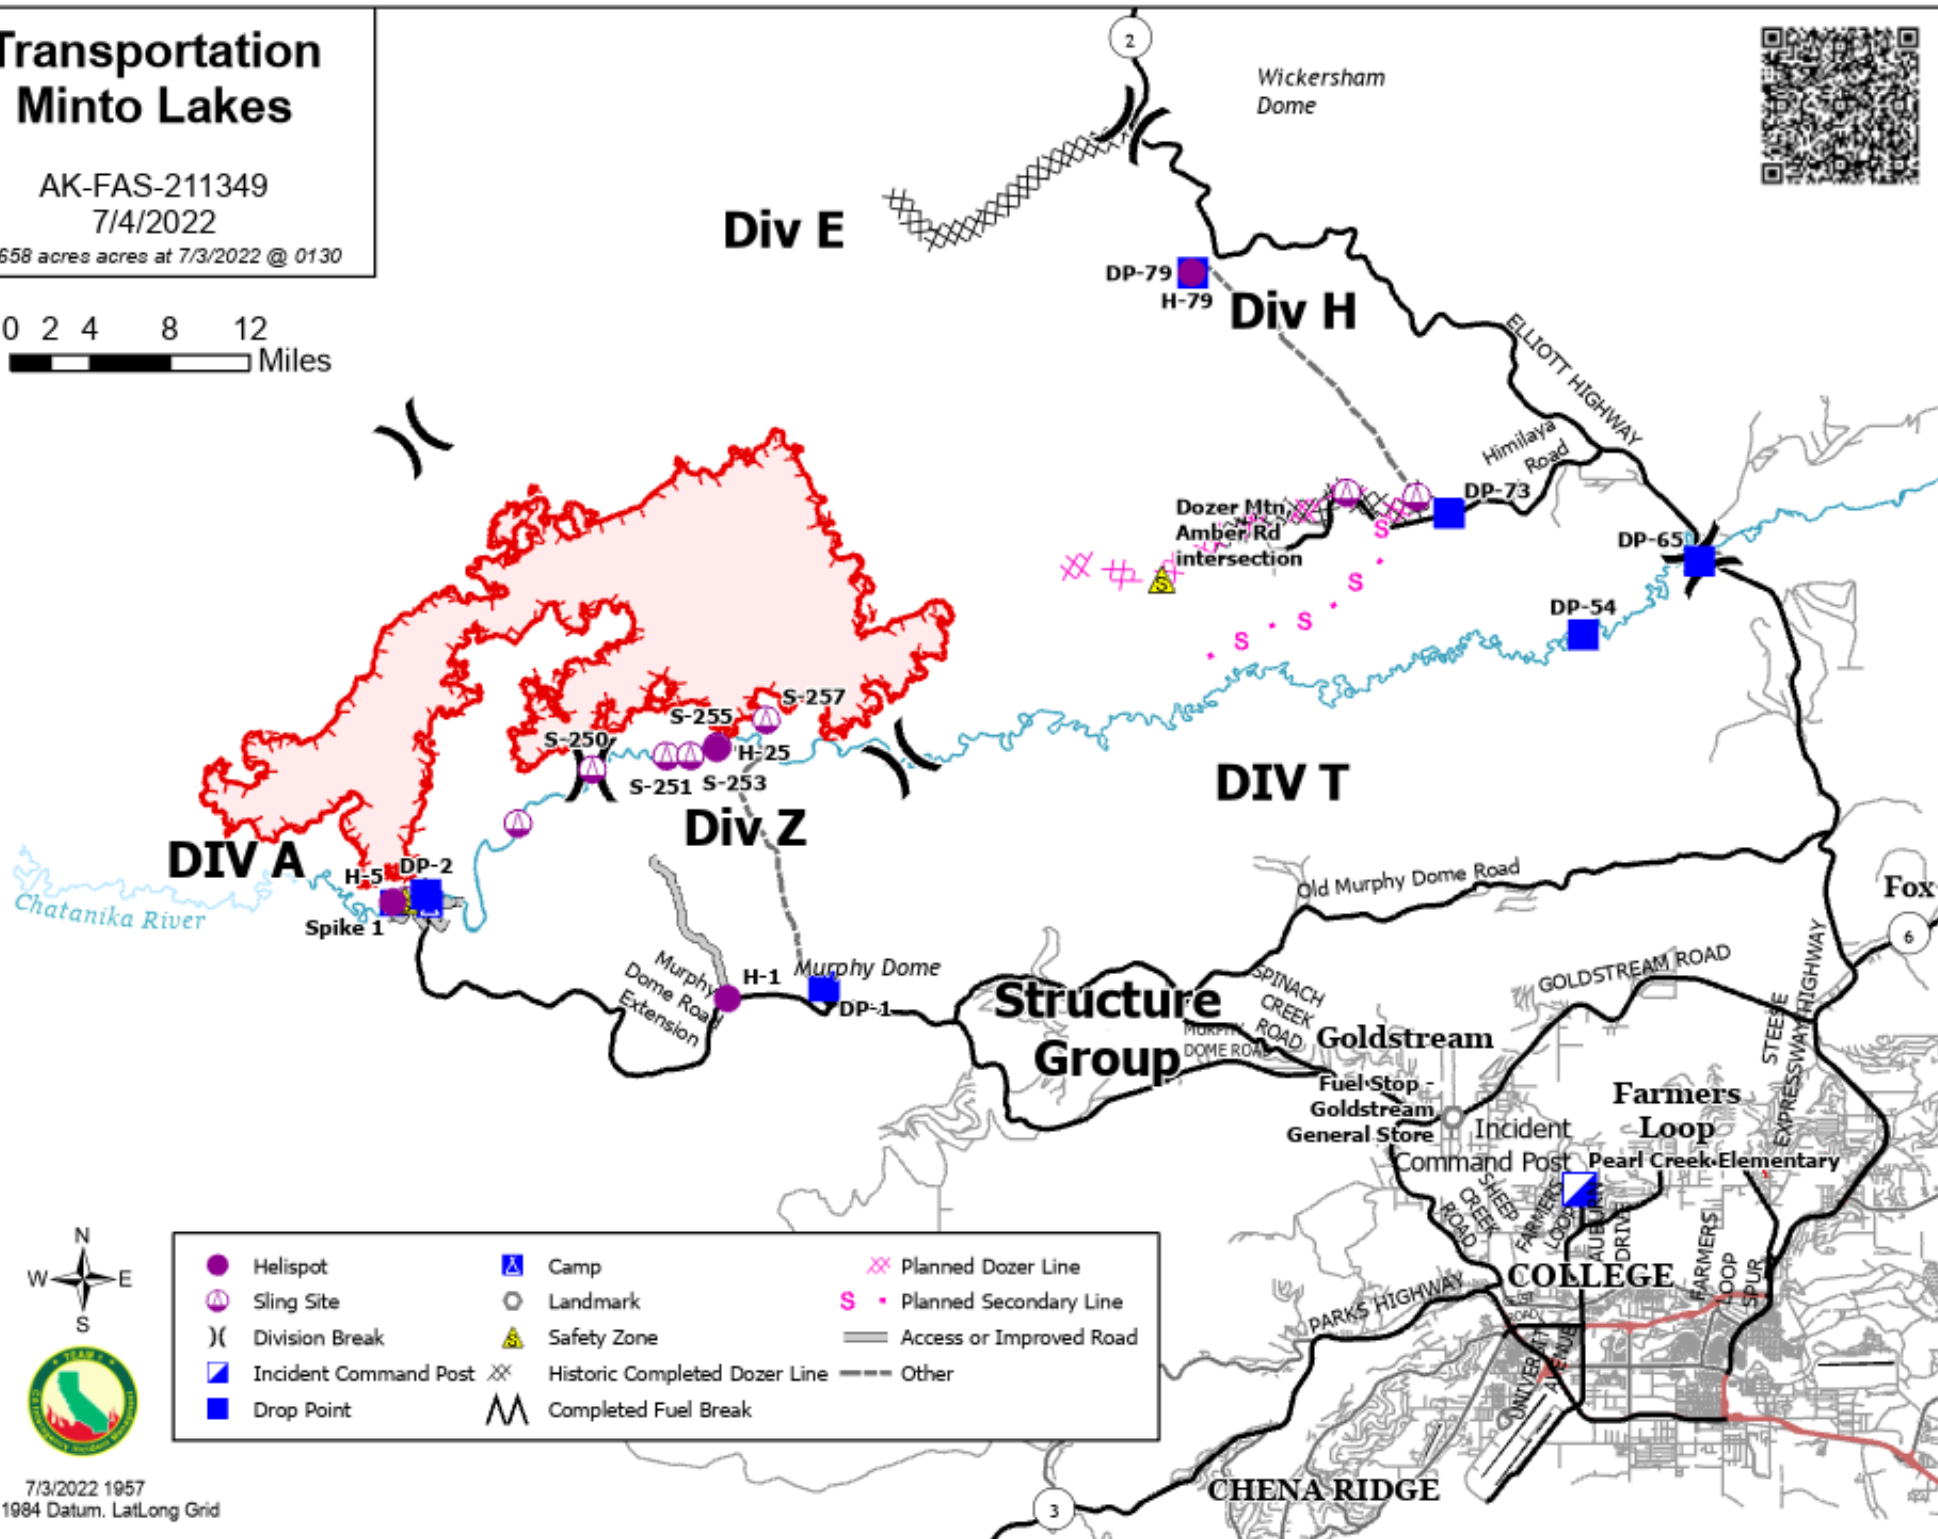 Transportation
Minto Lakes
AK-FAS-211349
7/4/2022
658 acres acres at 7/3/2022 @ 0130
0 2 4 8 12
Miles
2
Wickersham
Dome
Div E
DP-79
H-79
Div H
ELLIOTT HIGHWAY
Himilaya
Road
DP-73
Dozer Mtn,
Amber Rd
intersection
S
S
S
S
S
DP-65
DP-54
S-257
S-255
S-250
H-25
S-251
S-253
Div Z
DIV T
DIV A
H-5
DP-2
Spike 1
Chatanika River
Old Murphy Dome Road
Fox
6
Murphy
Dome Road
Extension
H-1
Murphy Dome
DP-1
Structure
Group
SPINACH
CREEK
ROAD
MURPHY
DOME ROAD
GOLDSTREAM ROAD
STEESE
EXPRESSWAY/HIGHWAY
Goldstream
Fuel Stop -
Goldstream
General Store
Incident
Command Post
Farmers
Loop
Pearl Creek Elementary
SHEEP
CREEK
ROAD
FARMERS
LOOP
AUBURN
DRIVE
FARMERS
LOOP
SPUR
COLLEGE
PARKS HIGHWAY
ROAD
UNIVERSITY
AVENUE
CHENA RIDGE
3
N
W E
S
TEAM 1
CA Interagency Incident Management
7/3/2022 1957
1984 Datum. LatLong Grid
Helispot
Sling Site
Division Break
Incident Command Post
Drop Point
Camp
Landmark
S Safety Zone
Historic Completed Dozer Line
Completed Fuel Break
Planned Dozer Line
S Planned Secondary Line
Access or Improved Road
Other